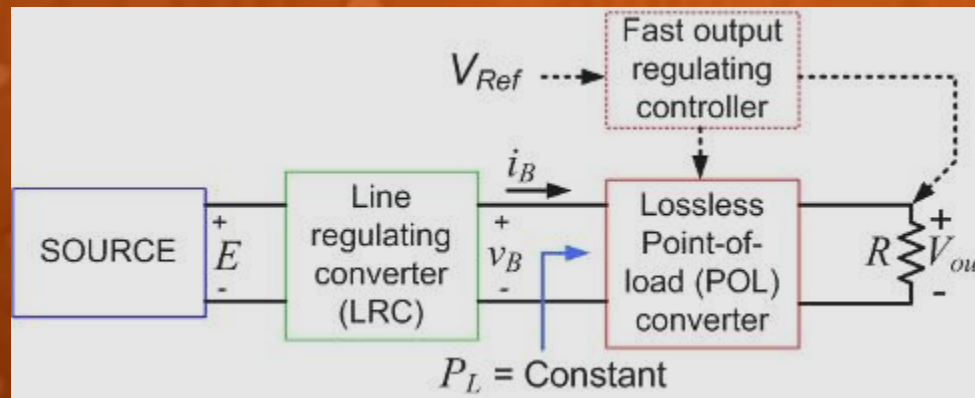 Fast output
regulating
controller
V_Ref
i_B
SOURCE
+
E
-
Line
regulating
converter
(LRC)
+
v_B
-
Lossless
Point-of-
load (POL)
converter
R
+
V_ou
-
P_L = Constant